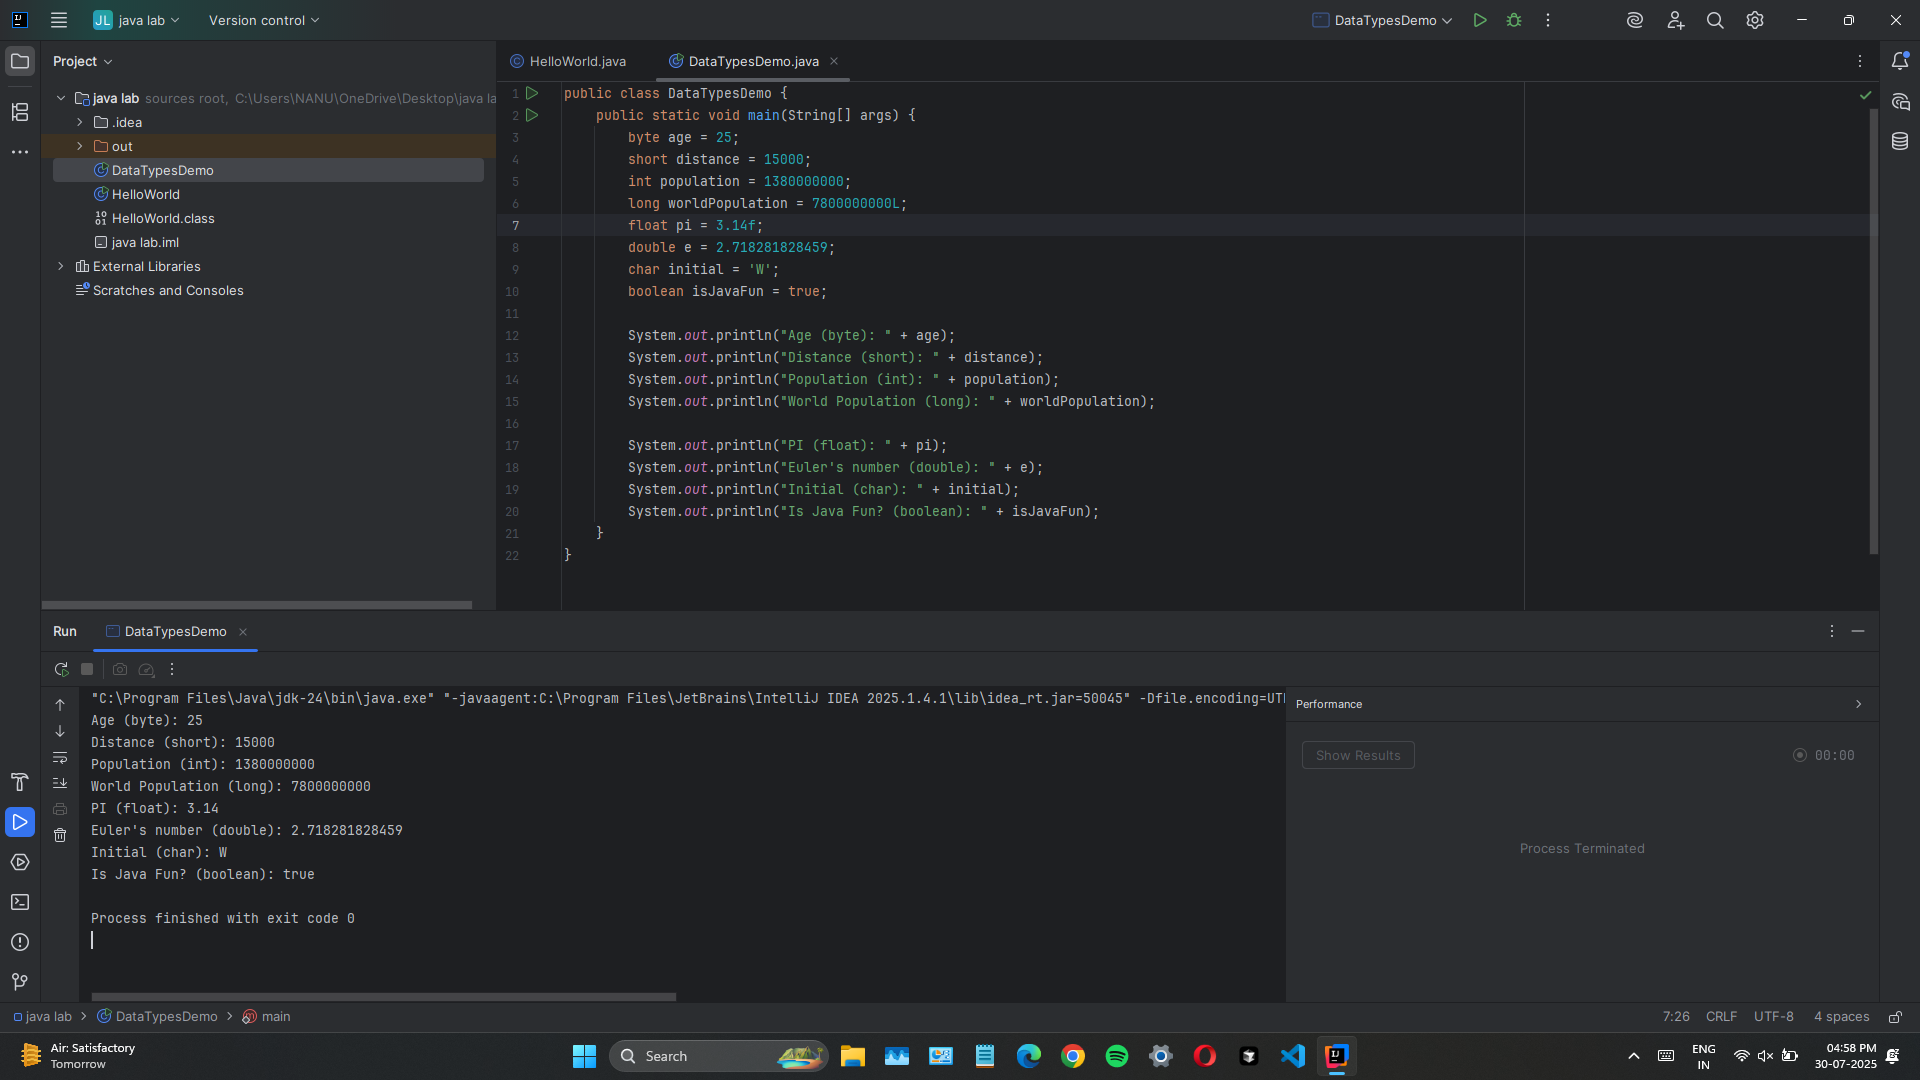 JL java lab Version control DataTypesDemo
Project
HelloWorld.java DataTypesDemo.java
java lab sources root, C:\Users\NANU\OneDrive\Desktop\java la
.idea
out
DataTypesDemo
HelloWorld
HelloWorld.class
java lab.iml
External Libraries
Scratches and Consoles
1 public class DataTypesDemo {
2 public static void main(String[] args) {
3 byte age = 25;
4 short distance = 15000;
5 int population = 1380000000;
6 long worldPopulation = 7800000000L;
7 float pi = 3.14f;
8 double e = 2.718281828459;
9 char initial = 'W';
10 boolean isJavaFun = true;
11
12 System.out.println("Age (byte): " + age);
13 System.out.println("Distance (short): " + distance);
14 System.out.println("Population (int): " + population);
15 System.out.println("World Population (long): " + worldPopulation);
16
17 System.out.println("PI (float): " + pi);
18 System.out.println("Euler's number (double): " + e);
19 System.out.println("Initial (char): " + initial);
20 System.out.println("Is Java Fun? (boolean): " + isJavaFun);
21 }
22 }
Run DataTypesDemo
"C:\Program Files\Java\jdk-24\bin\java.exe" "-javaagent:C:\Program Files\JetBrains\IntelliJ IDEA 2025.1.4.1\lib\idea_rt.jar=50045" -Dfile.encoding=UT
Age (byte): 25
Distance (short): 15000
Population (int): 1380000000
World Population (long): 7800000000
PI (float): 3.14
Euler's number (double): 2.718281828459
Initial (char): W
Is Java Fun? (boolean): true
Process finished with exit code 0
Performance
Show Results 00:00
Process Terminated
java lab > DataTypesDemo > main
7:26 CRLF UTF-8 4 spaces
Air: Satisfactory
Tomorrow
Search
ENG
IN
04:58 PM
30-07-2025